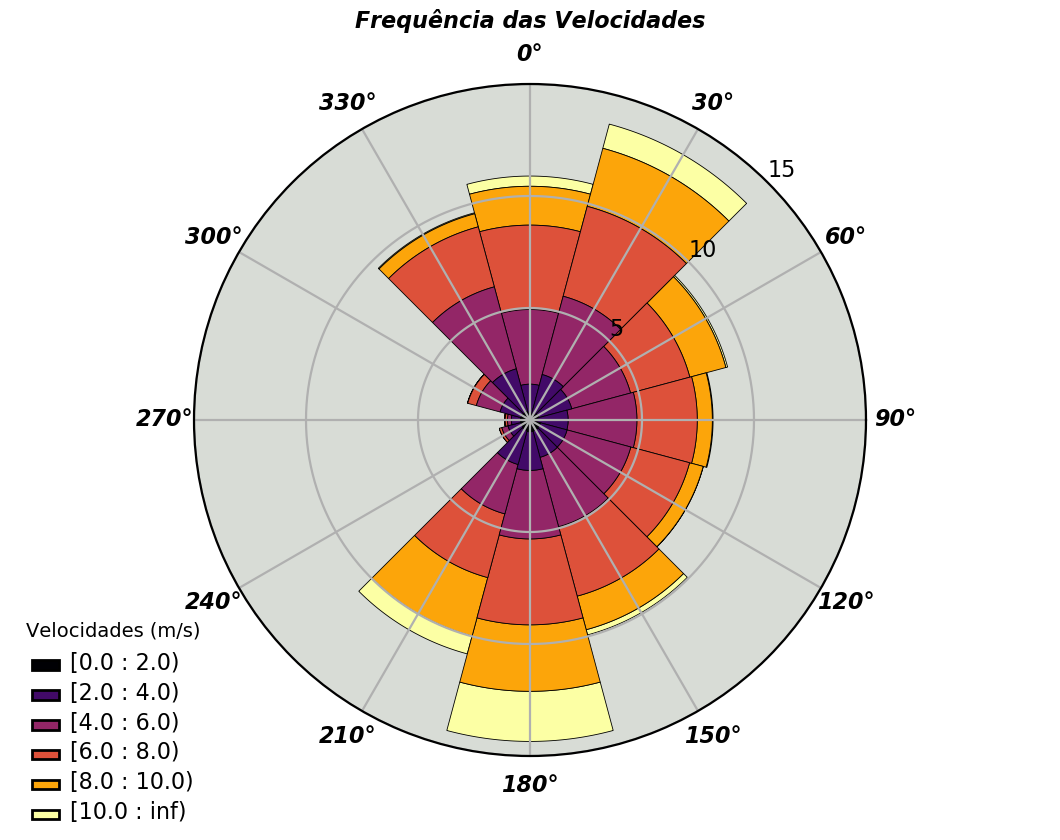 Frequência das Velocidades
0°
330°
30°
15
300°
60°
10
5
270°
90°
240°
120°
210°
150°
180°
Velocidades (m/s)
[0.0 : 2.0)
[2.0 : 4.0)
[4.0 : 6.0)
[6.0 : 8.0)
[8.0 : 10.0)
[10.0 : inf)